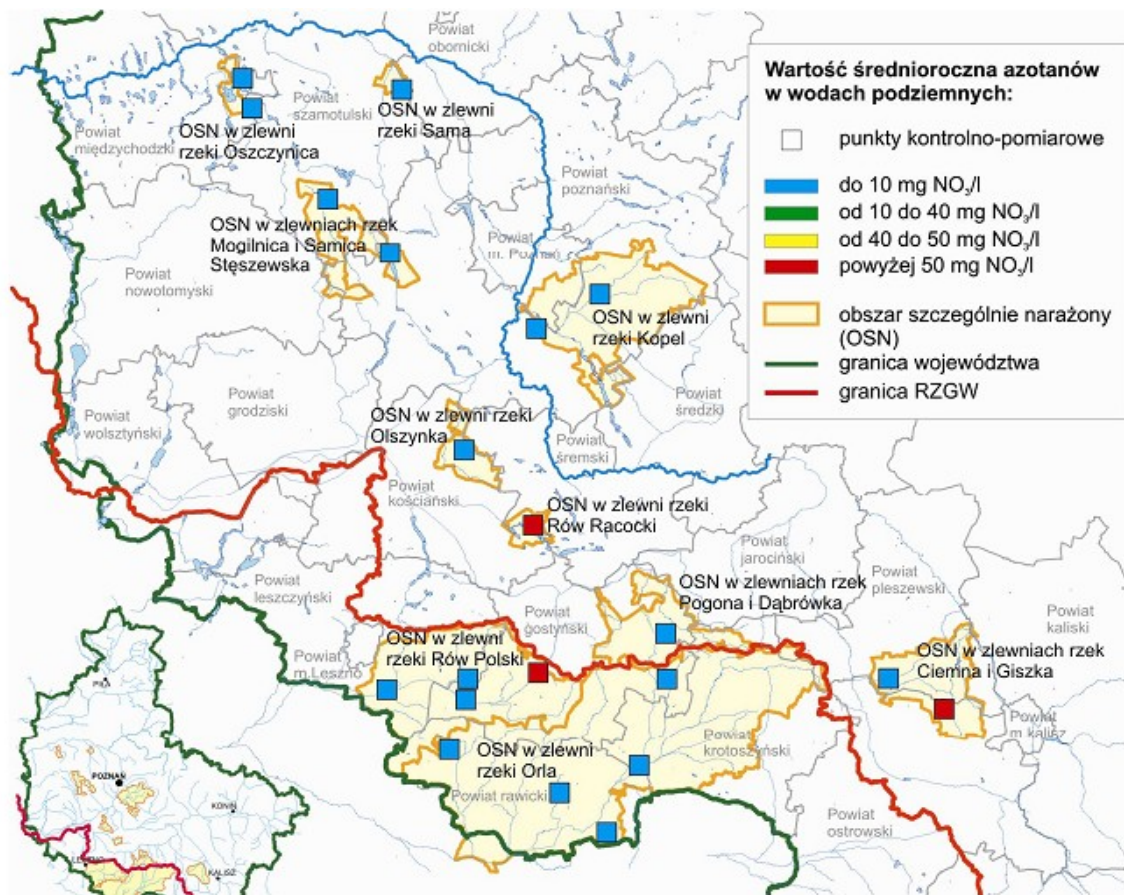 Powiat
obornicki
Powiat
szamotulski
Powiat
międzychodzki
OSN w zlewni
rzeki Oszczynica
OSN w zlewni
rzeki Sama
Powiat
poznański
OSN w zlewniach rzek
Mogilnica i Samica
Stęszewska
Powiat
m. Poznań
Powiat
nowotomyski
OSN w zlewni
rzeki Kopel
Powiat
grodziski
Powiat
wolsztyński
Powiat
średzki
OSN w zlewni rzeki
Olszynka
Powiat
śremski
Powiat
kościański
OSN w zlewni rzeki
Rów Racocki
Powiat
jarociński
Powiat
pleszewski
Powiat
leszczyński
OSN w zlewniach rzek
Pogona i Dąbrówka
Powiat
gostyński
Powiat
kaliski
OSN w zlewni
rzeki Rów Polski
Powiat
m.Leszno
OSN w zlewniach rzek
Ciemna i Giszka
Powiat
m.kalisz
Powiat
krotoszyński
OSN w zlewni
rzeki Orla
Powiat rawicki
Powiat
ostrowski
Wartość średnioroczna azotanów
w wodach podziemnych:
punkty kontrolno-pomiarowe
do 10 mg NO₃/l
od 10 do 40 mg NO₃/l
od 40 do 50 mg NO₃/l
powyżej 50 mg NO₃/l
obszar szczególnie narażony
(OSN)
granica województwa
granica RZGW
PIŁA
POZNAŃ
KONIN
LESZNO
KALISZ